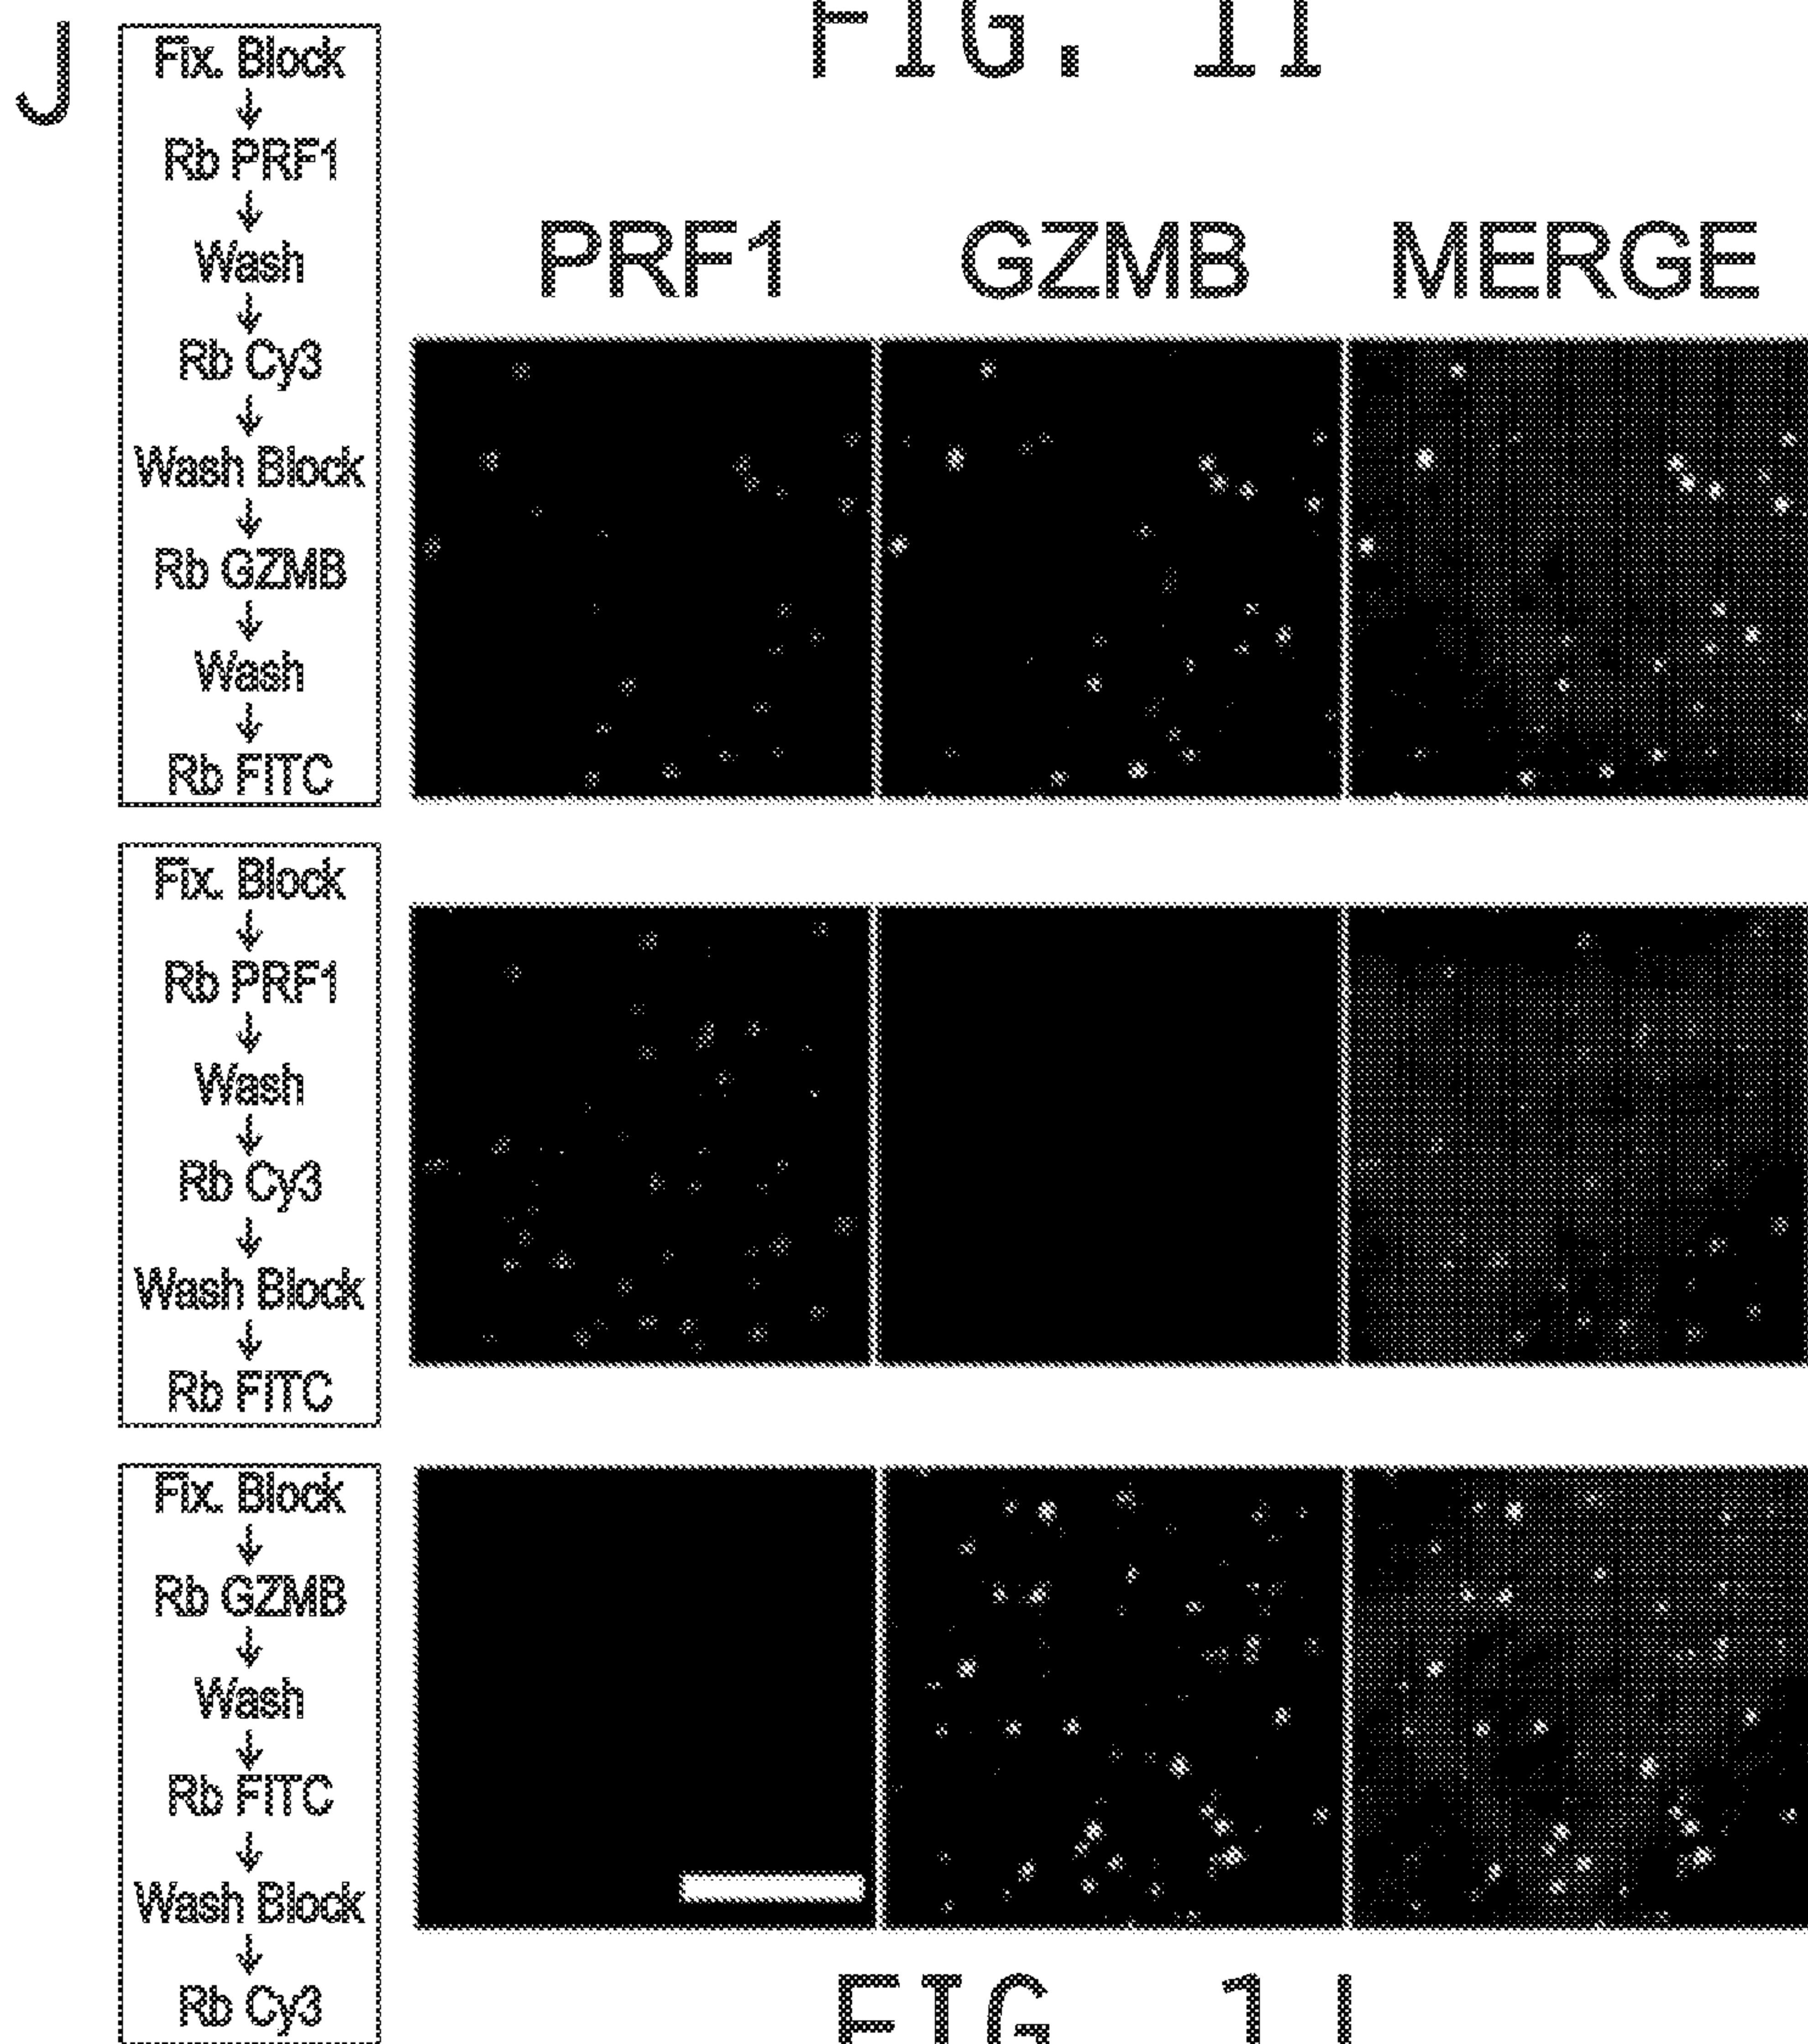 FIG. 1I
J
Fix. Block
Rb PRF1
Wash
Rb Cy3
Wash Block
Rb GZMB
Wash
Rb FITC
PRF1 GZMB MERGE
Fix. Block
Rb PRF1
Wash
Rb Cy3
Wash Block
Rb FITC
Fix. Block
Rb GZMB
Wash
Rb FITC
Wash Block
Rb Cy3
FIG. 1J